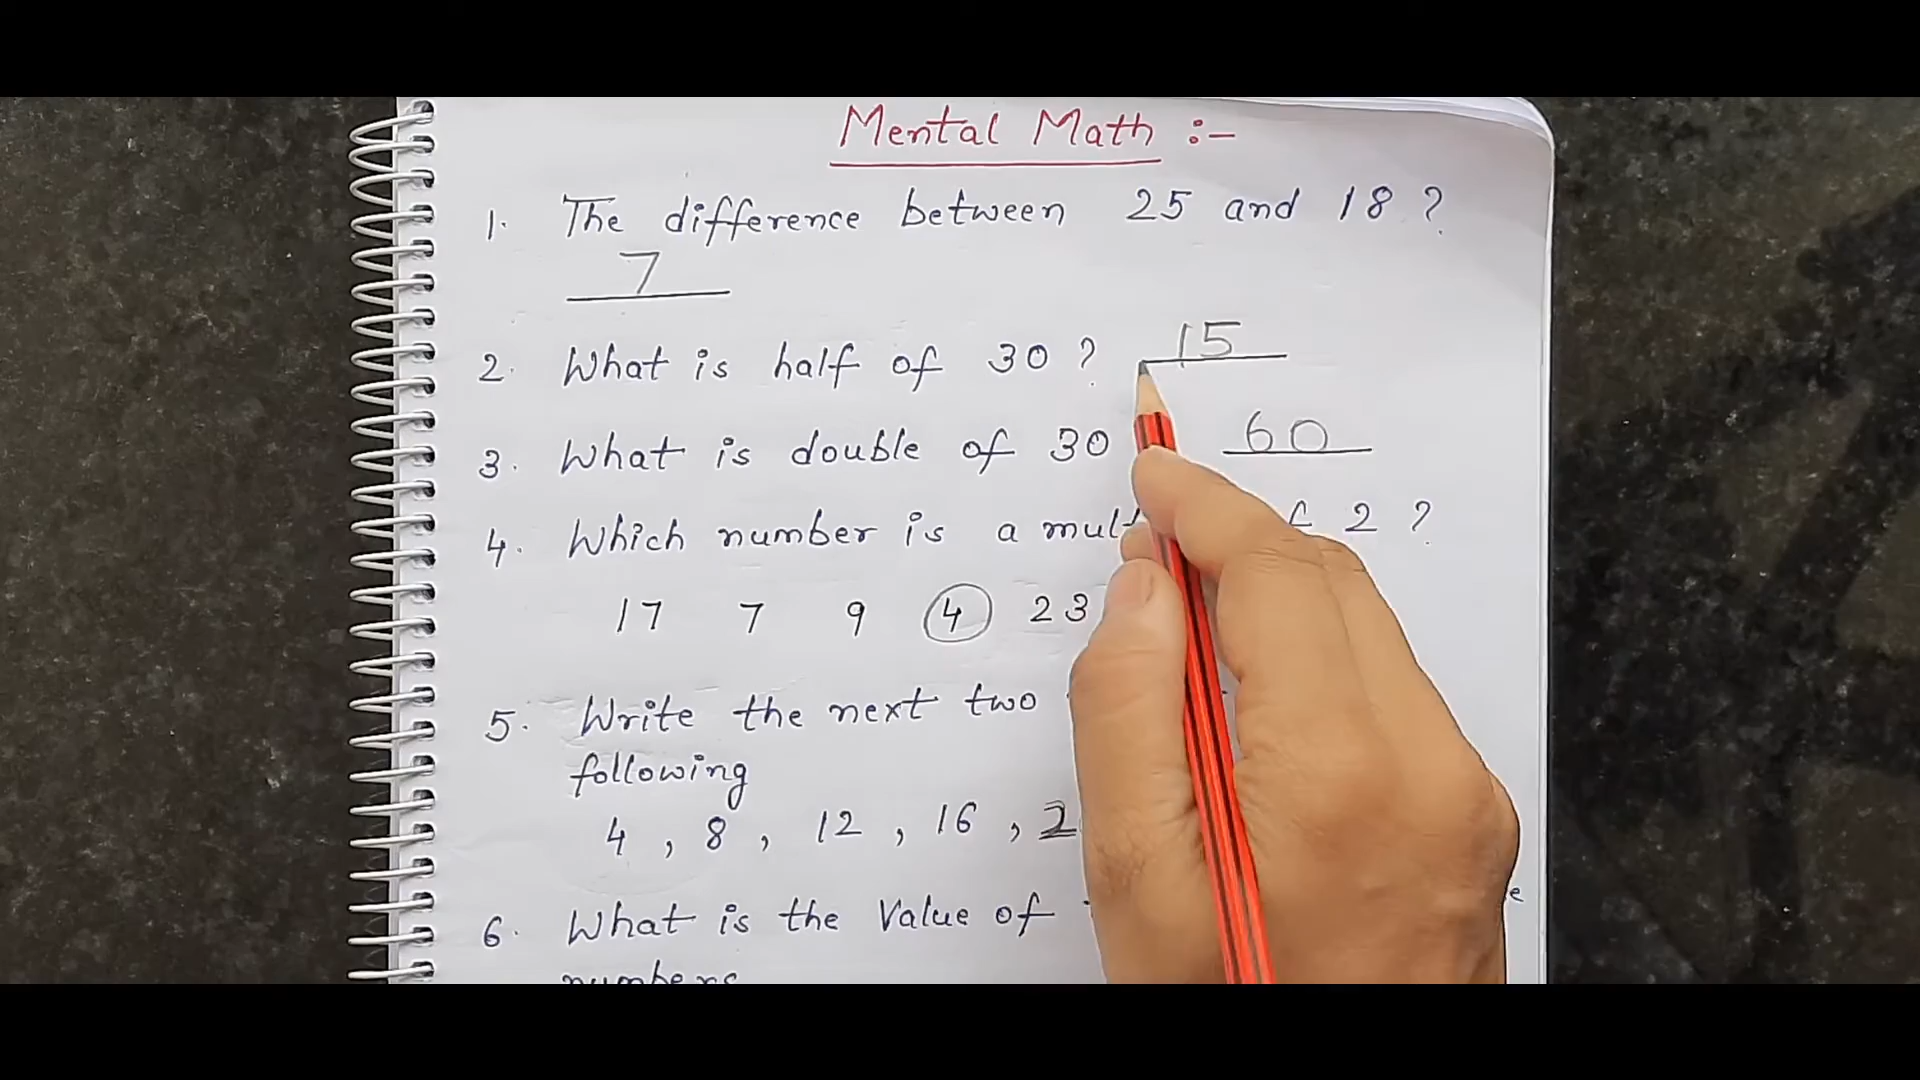 Mental Math :-
1. The difference between 25 and 18 ?
7
2. What is half of 30 ? 15
3. What is double of 30 60
4. Which number is a of 2 ?
17 7 9 4 23
5. Write the next two
following
4 , 8 , 12 , 16 ,
6. What is the Value of
numbers